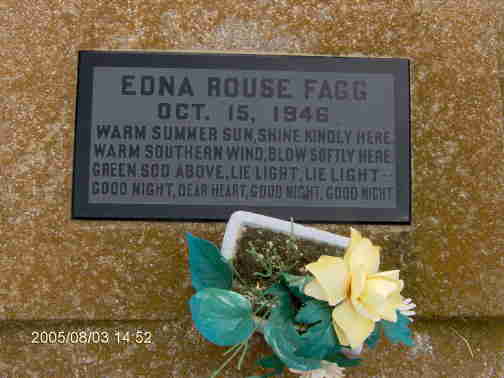 EDNA ROUSE FAGG
OCT. 15, 1946
WARM SUMMER SUN, SHINE KINDLY HERE
WARM SOUTHERN WIND, BLOW SOFTLY HERE
GREEN SOD ABOVE, LIE LIGHT, LIE LIGHT--
GOOD NIGHT, DEAR HEART, GOOD NIGHT, GOOD NIGHT
2005/08/03 14:52